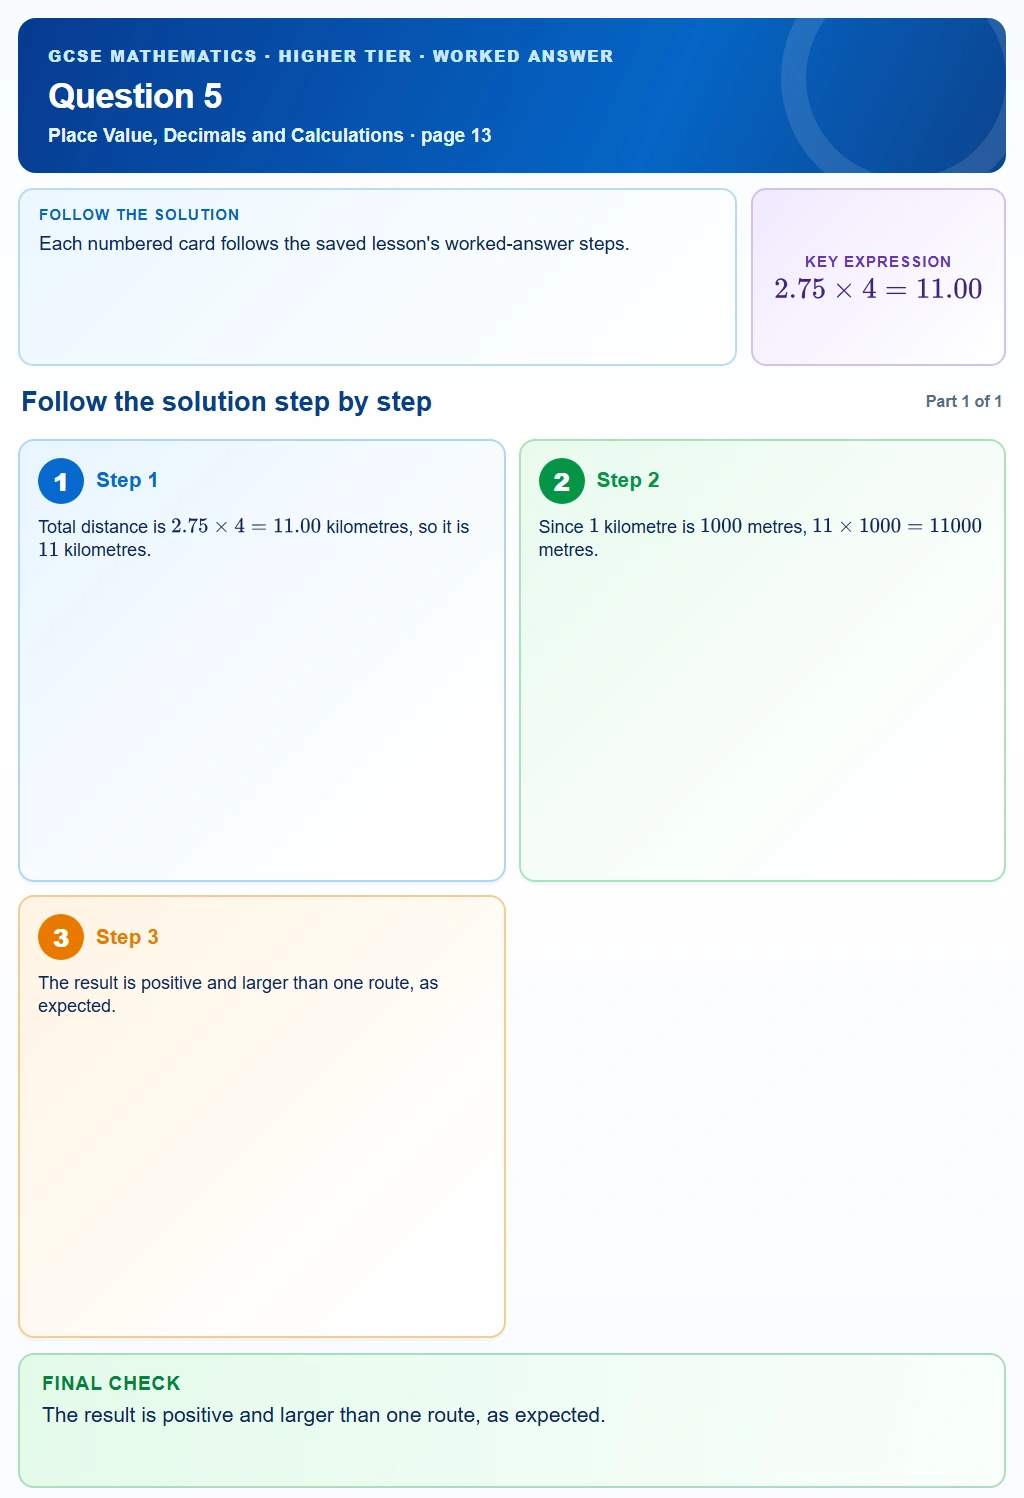 GCSE MATHEMATICS · HIGHER TIER · WORKED ANSWER
Question 5
Place Value, Decimals and Calculations · page 13
FOLLOW THE SOLUTION
Each numbered card follows the saved lesson's worked-answer steps.
KEY EXPRESSION
2.75 × 4 = 11.00
Follow the solution step by step
Part 1 of 1
1 Step 1
Total distance is 2.75 × 4 = 11.00 kilometres, so it is
11 kilometres.
2 Step 2
Since 1 kilometre is 1000 metres, 11 × 1000 = 11000
metres.
3 Step 3
The result is positive and larger than one route, as
expected.
FINAL CHECK
The result is positive and larger than one route, as expected.